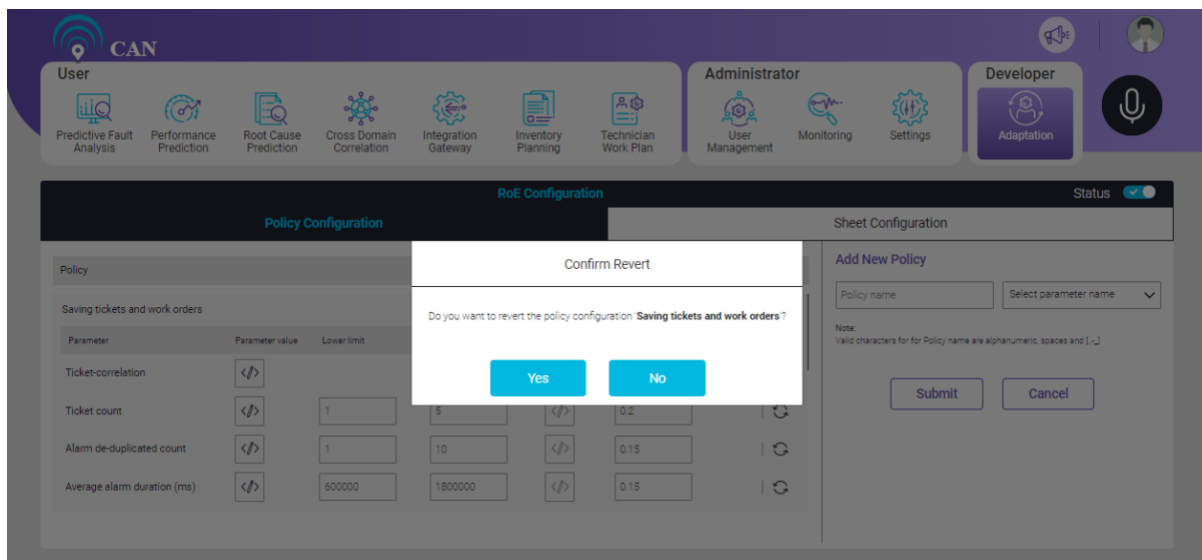 CAN
User
Predictive Fault Analysis
Performance Prediction
Root Cause Prediction
Cross Domain Correlation
Integration Gateway
Inventory Planning
Technician Work Plan
Administrator
User Management
Monitoring
Settings
Developer
Adaptation
RoE Configuration
Status
Policy Configuration
Sheet Configuration
Policy
Saving tickets and work orders
Parameter
Parameter value
Lower limit
Ticket-correlation
</>
Ticket count
</>
1
5
</>
0.2
Alarm de-duplicated count
</>
1
10
</>
0.15
Average alarm duration (ms)
</>
600000
1800000
</>
0.15
Confirm Revert
Do you want to revert the policy configuration 'Saving tickets and work orders'?
Yes
No
Add New Policy
Policy name
Select parameter name
Note:
Valid characters for for Policy name are alphanumeric, spaces and [,-_]
Submit
Cancel